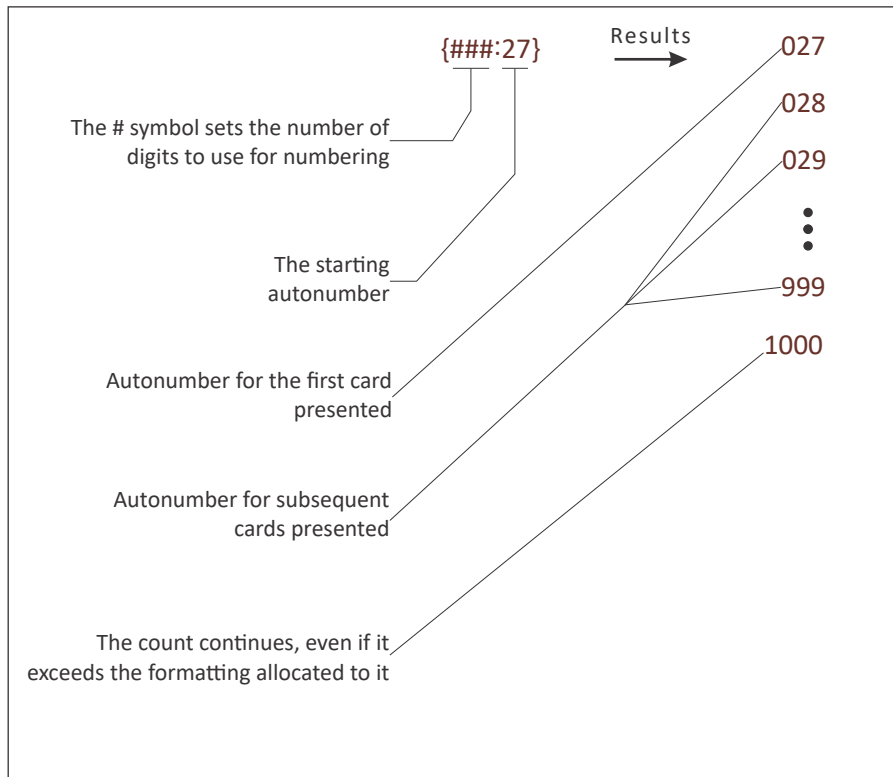 {###:27}
Results
027
028
029
999
1000
The # symbol sets the number of
digits to use for numbering
The starting
autonumber
Autonumber for the first card
presented
Autonumber for subsequent
cards presented
The count continues, even if it
exceeds the formatting allocated to it